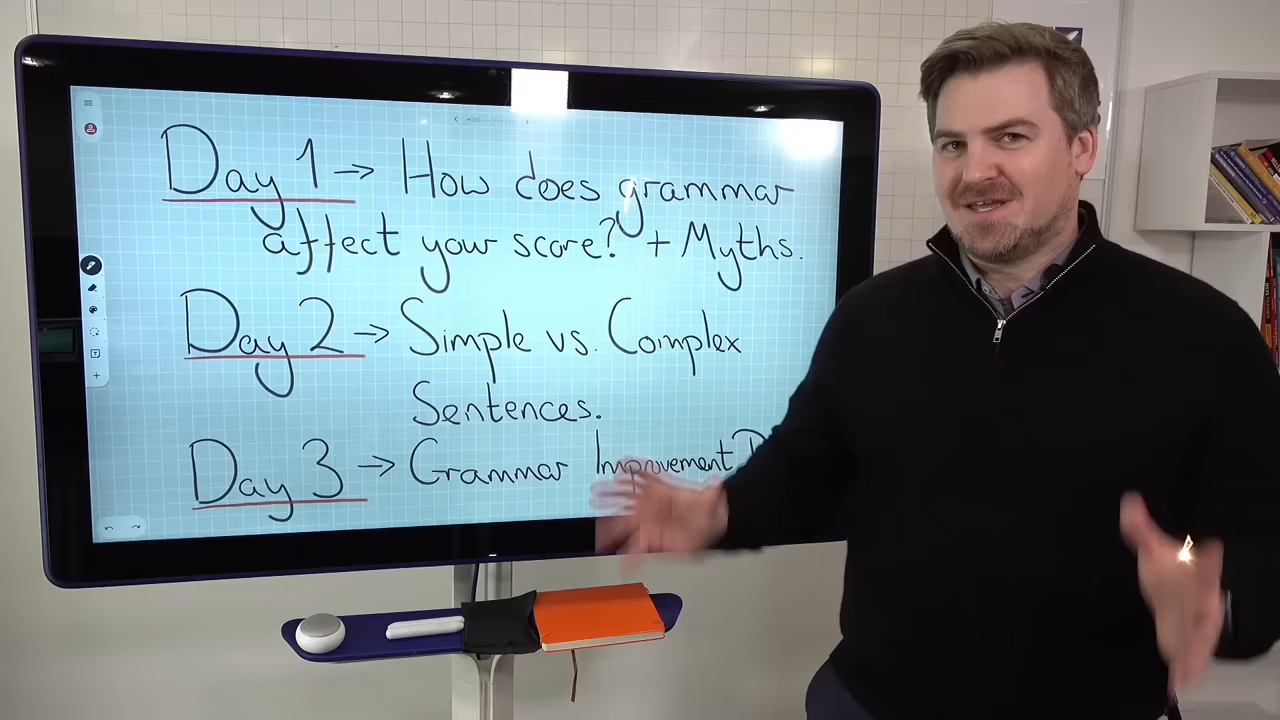 Day 1 → How does grammar
affect your score? + Myths.
Day 2 → Simple vs. Complex
Sentences.
Day 3 → Grammar Improvement